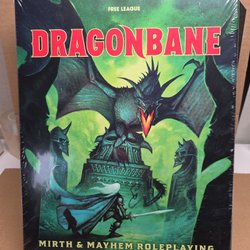 FREE LEAGUE
DRAGONBANE
MIRTH & MAYHEM ROLEPLAYING